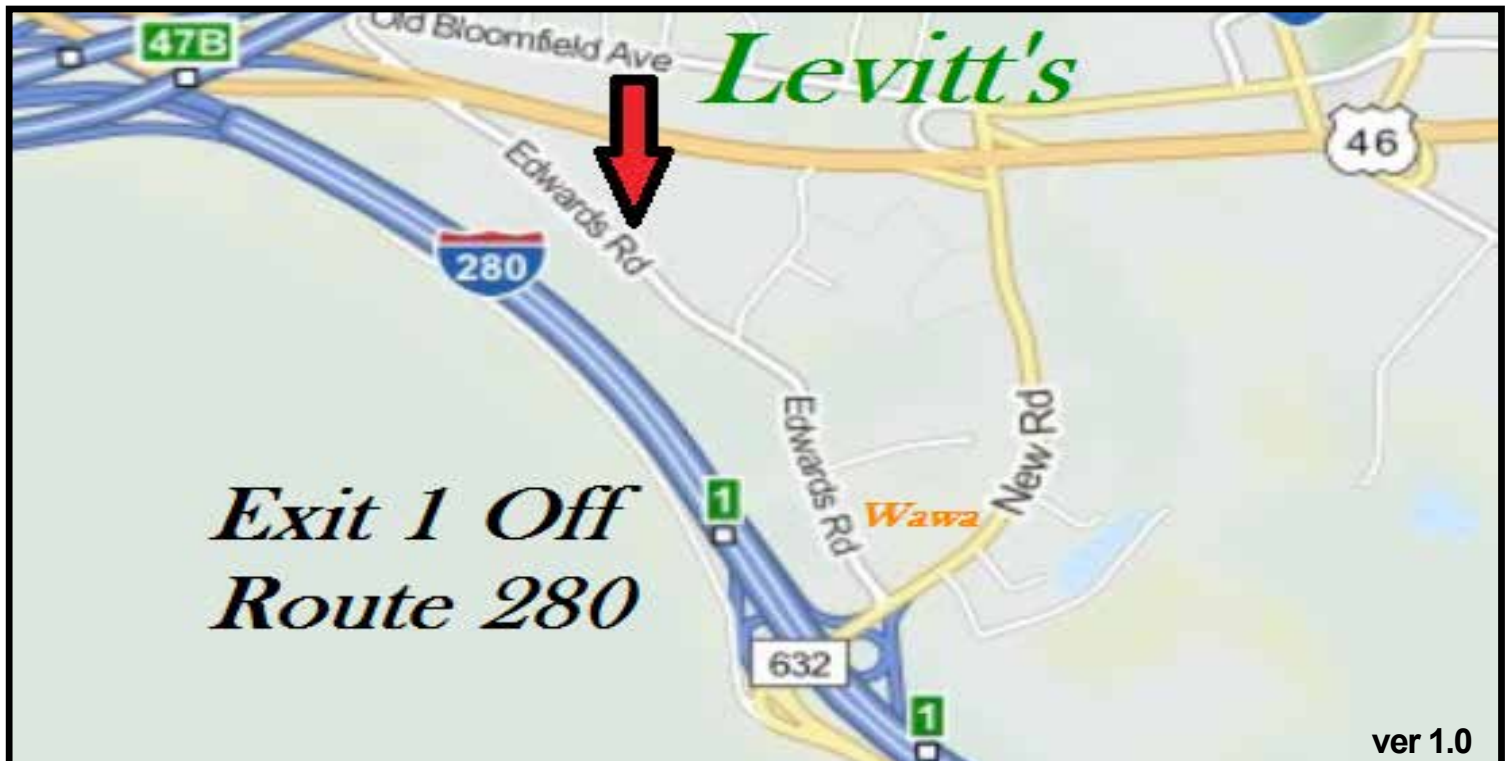 47B
Old Bloomfield Ave
Levitt's
46
Edwards Rd
280
Edwards Rd
New Rd
Wawa
Exit 1 Off
Route 280
1
632
1
ver 1.0